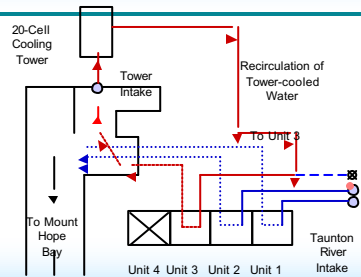 20-Cell
Cooling
Tower
Tower
Intake
Recirculation of
Tower-cooled
Water
To Unit 3
To Mount
Hope
Bay
Taunton
River
Intake
Unit 4 Unit 3 Unit 2 Unit 1